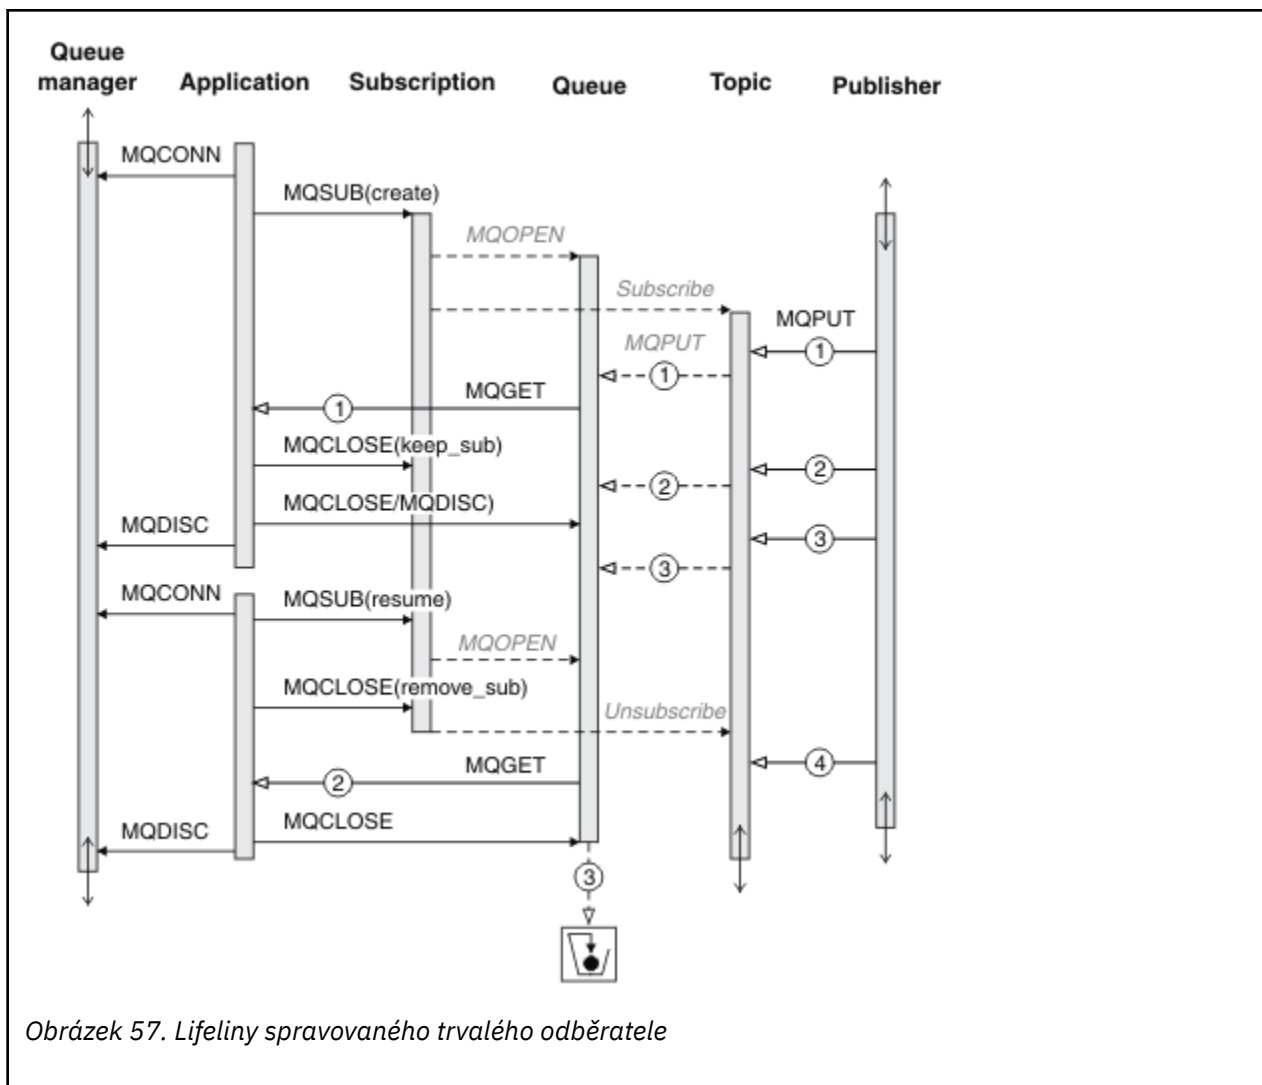 Queue
manager
Application
Subscription
Queue
Topic
Publisher
MQCONN
MQSUB(create)
MQOPEN
Subscribe
MQPUT
1
MQPUT
1
MQGET
1
MQCLOSE(keep_sub)
2
2
MQCLOSE/MQDISC)
MQDISC
3
3
MQCONN
MQSUB(resume)
MQOPEN
MQCLOSE(remove_sub)
Unsubscribe
MQGET
2
4
MQCLOSE
MQDISC
3
Obrázek 57. Lifeliny spravovaného trvalého odběratele